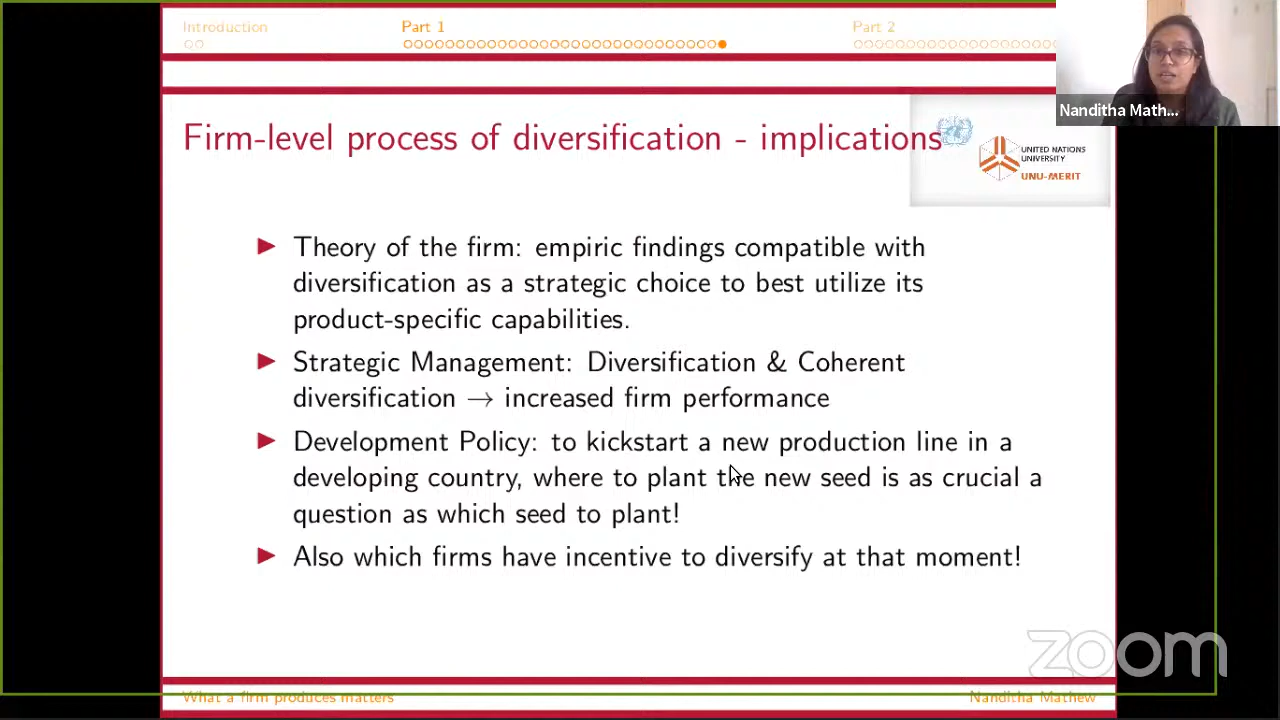 Introduction
Part 1
Part 2
Nanditha Math...
Firm-level process of diversification - implications
UNITED NATIONS
UNIVERSITY
UNU-MERIT
Theory of the firm: empiric findings compatible with
diversification as a strategic choice to best utilize its
product-specific capabilities.
Strategic Management: Diversification & Coherent
diversification → increased firm performance
Development Policy: to kickstart a new production line in a
developing country, where to plant the new seed is as crucial a
question as which seed to plant!
Also which firms have incentive to diversify at that moment!
zoom
What a firm produces matters
Nanditha Mathew